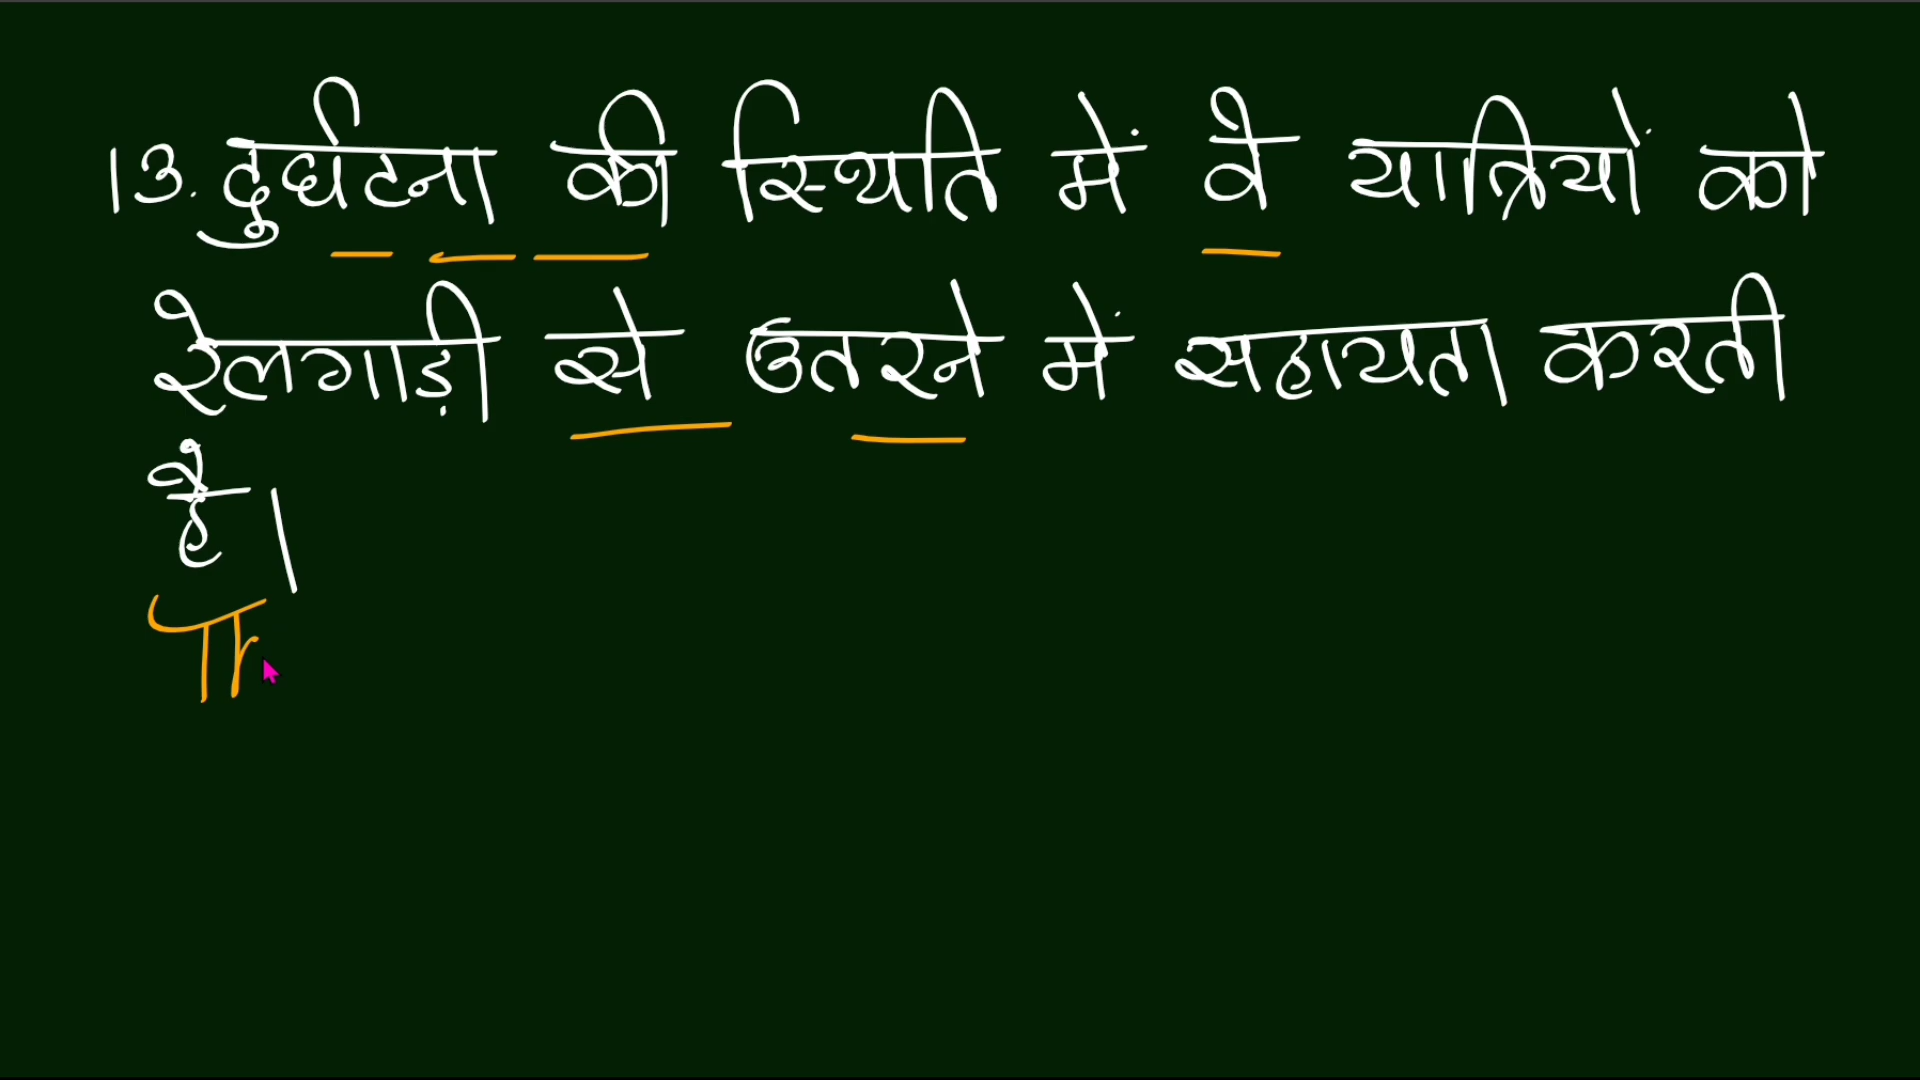 13. दुर्घटना की स्थिति में वे यात्रियों को
रेलगाड़ी से उतरने में सहायता करती
है।